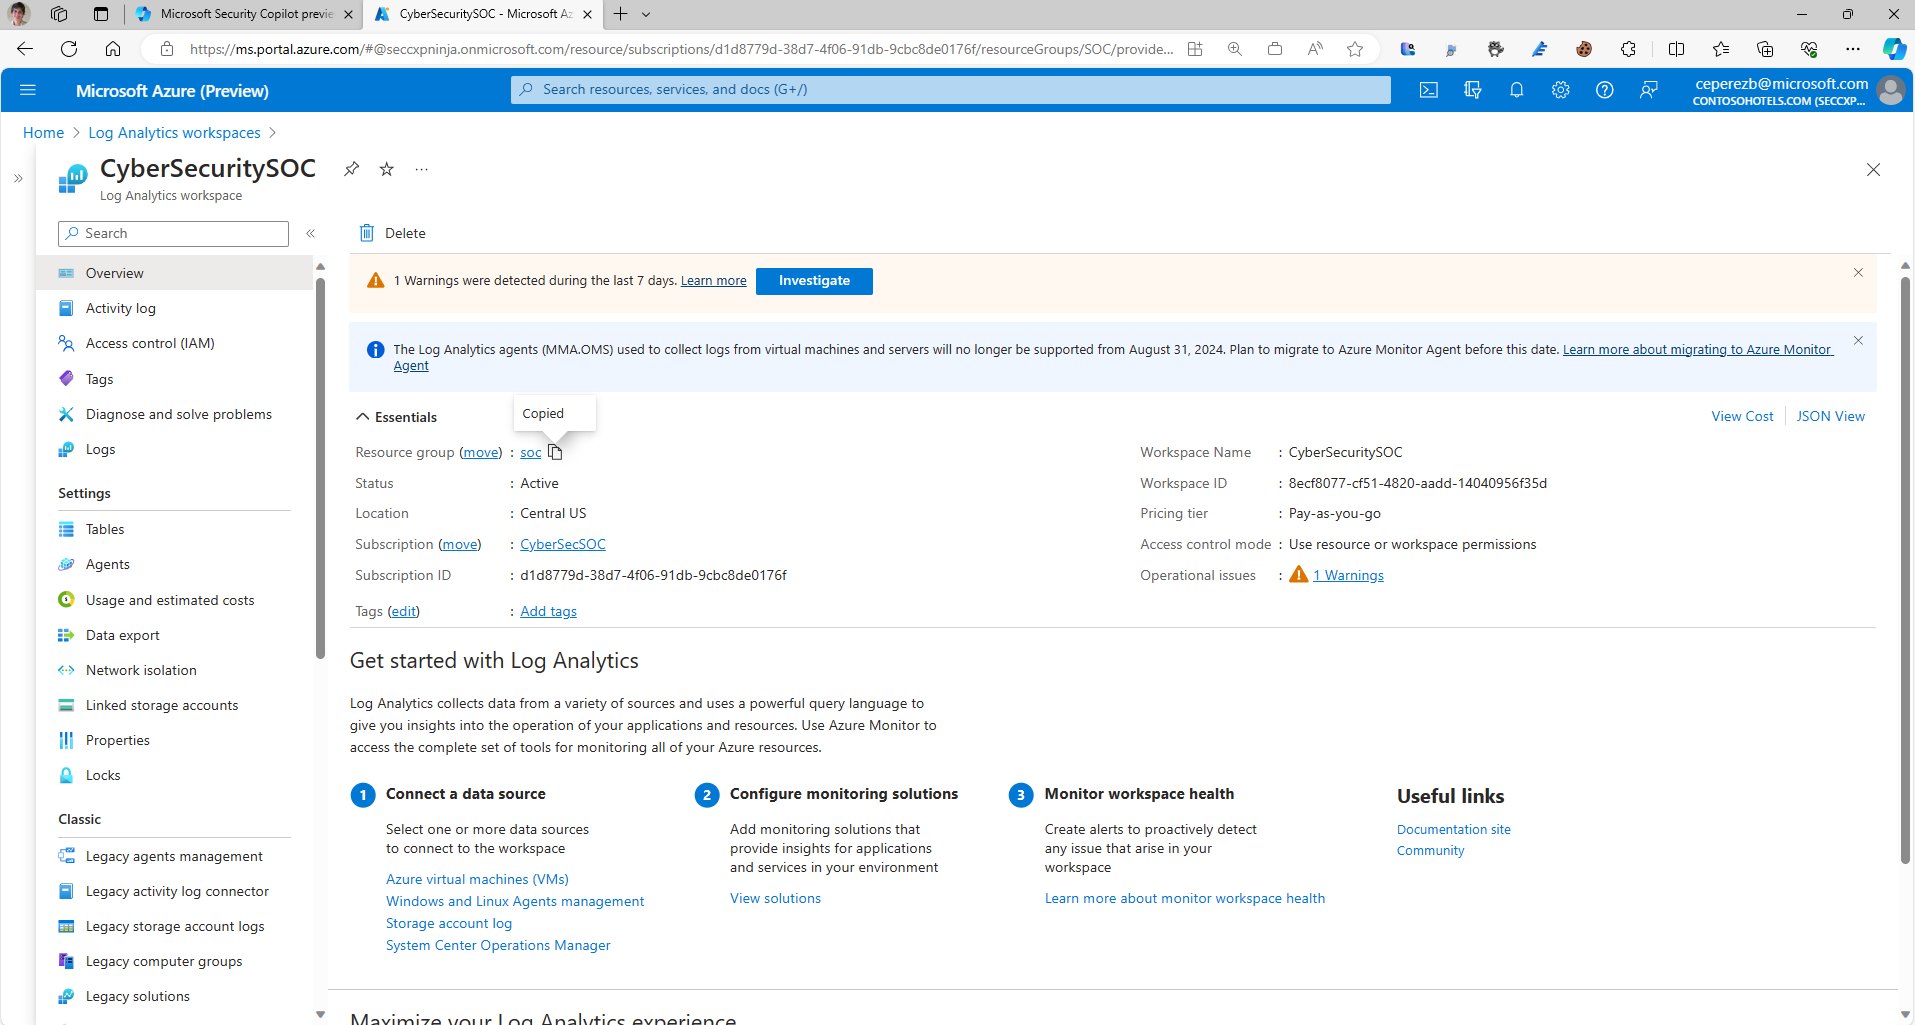 Microsoft Security Copilot previe
CyberSecuritySOC - Microsoft Az
https://ms.portal.azure.com/#@seccxpninja.onmicrosoft.com/resource/subscriptions/d1d8779d-38d7-4f06-91db-9cbc8de0176f/resourceGroups/SOC/provide...
Microsoft Azure (Preview)
Search resources, services, and docs (G+/)
ceperezb@microsoft.com
CONTOSOHOTELS.COM (SECCXP...
Home > Log Analytics workspaces >
CyberSecuritySOC
Log Analytics workspace
Search
Overview
Activity log
Access control (IAM)
Tags
Diagnose and solve problems
Logs
Settings
Tables
Agents
Usage and estimated costs
Data export
Network isolation
Linked storage accounts
Properties
Locks
Classic
Legacy agents management
Legacy activity log connector
Legacy storage account logs
Legacy computer groups
Legacy solutions
Delete
1 Warnings were detected during the last 7 days. Learn more Investigate
The Log Analytics agents (MMA.OMS) used to collect logs from virtual machines and servers will no longer be supported from August 31, 2024. Plan to migrate to Azure Monitor Agent before this date. Learn more about migrating to Azure Monitor
Agent
Copied
Essentials
View Cost JSON View
Resource group (move) : soc
Status : Active
Location : Central US
Subscription (move) : CyberSecSOC
Subscription ID : d1d8779d-38d7-4f06-91db-9cbc8de0176f
Tags (edit) : Add tags
Workspace Name : CyberSecuritySOC
Workspace ID : 8ecf8077-cf51-4820-aadd-14040956f35d
Pricing tier : Pay-as-you-go
Access control mode : Use resource or workspace permissions
Operational issues : 1 Warnings
Get started with Log Analytics
Log Analytics collects data from a variety of sources and uses a powerful query language to
give you insights into the operation of your applications and resources. Use Azure Monitor to
access the complete set of tools for monitoring all of your Azure resources.
1 Connect a data source
Select one or more data sources
to connect to the workspace
Azure virtual machines (VMs)
Windows and Linux Agents management
Storage account log
System Center Operations Manager
2 Configure monitoring solutions
Add monitoring solutions that
provide insights for applications
and services in your environment
View solutions
3 Monitor workspace health
Create alerts to proactively detect
any issue that arise in your
workspace
Learn more about monitor workspace health
Useful links
Documentation site
Community
Maximize your Log Analytics experience